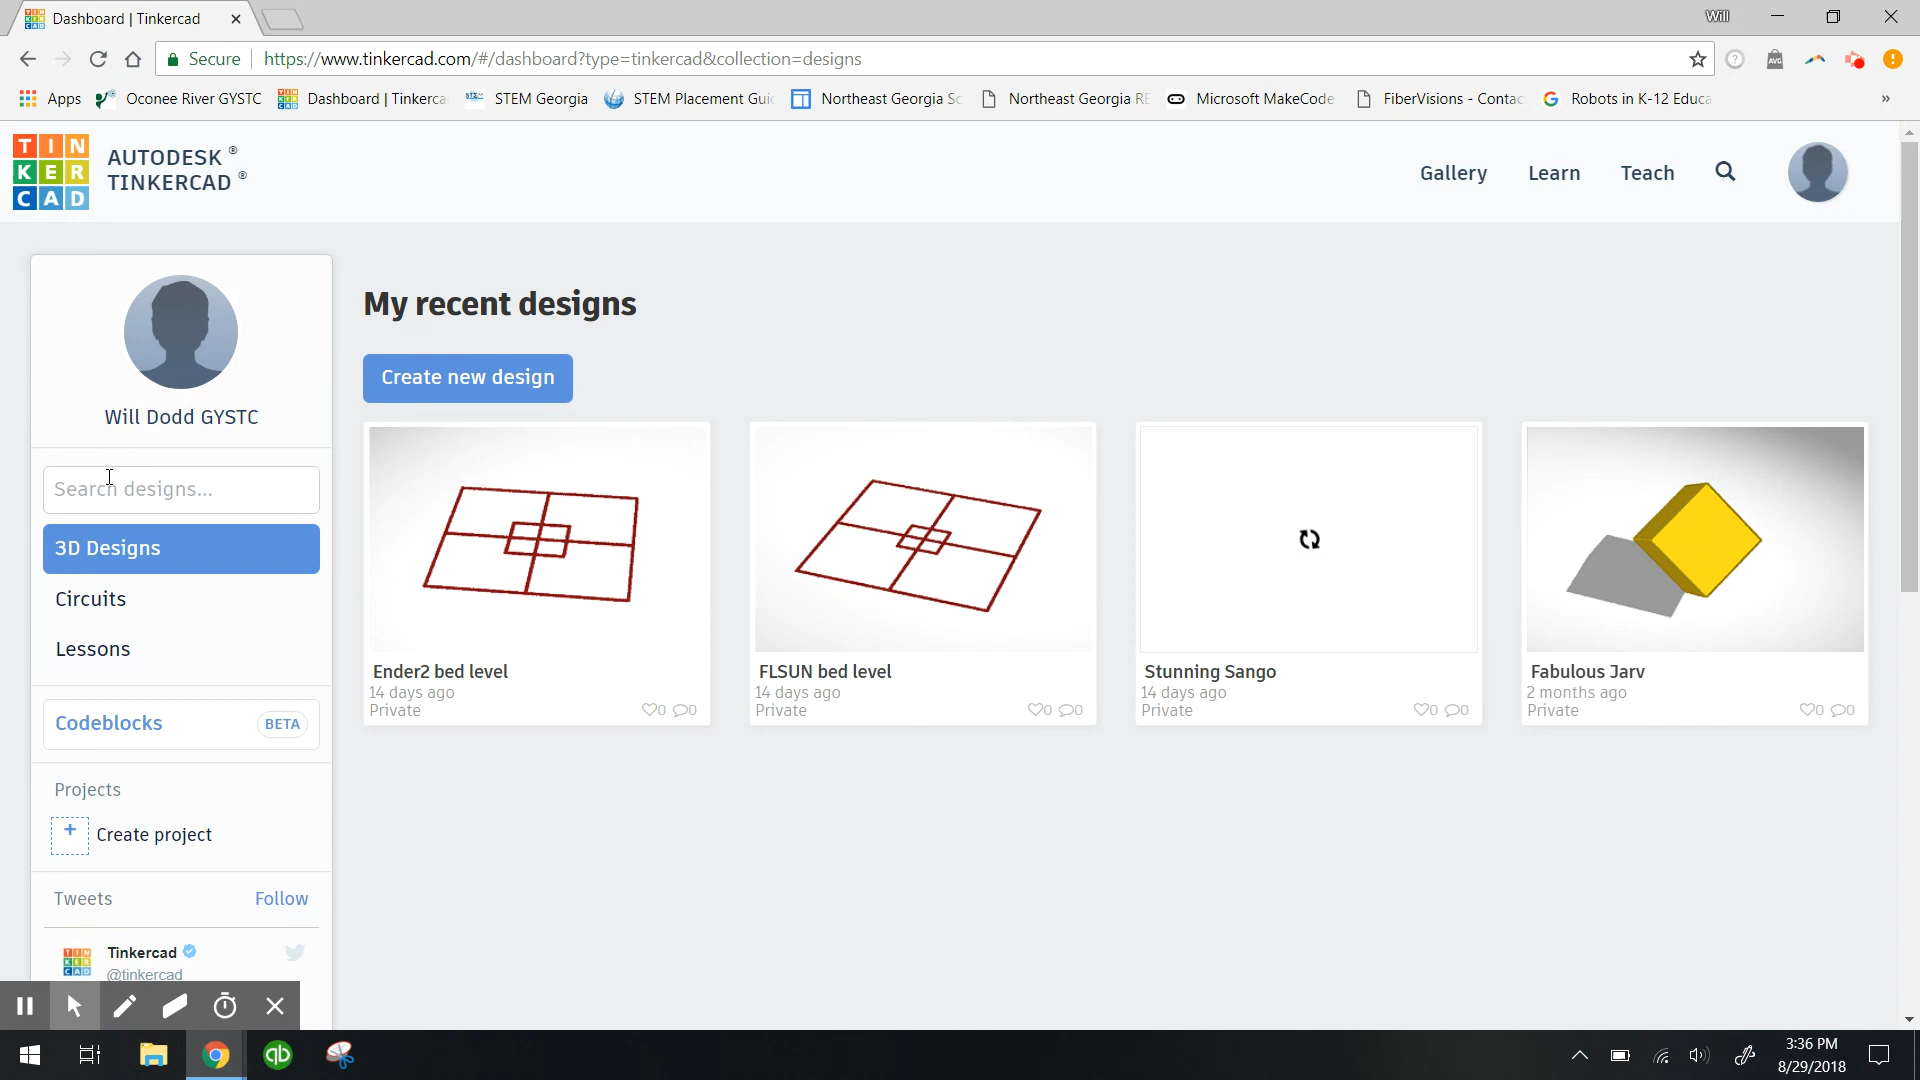 Dashboard | Tinkercad
Will
Secure
https://www.tinkercad.com/#/dashboard?type=tinkercad&collection=designs
Apps
Oconee River GYSTC
Dashboard | Tinkerca
STEM Georgia
STEM Placement Guid
Northeast Georgia Sc
Northeast Georgia RE
Microsoft MakeCode
FiberVisions - Contac
Robots in K-12 Educa
»
TIN
KER
CAD
AUTODESK ®
TINKERCAD ®
Gallery
Learn
Teach
Will Dodd GYSTC
Search designs...
3D Designs
Circuits
Lessons
Codeblocks
BETA
Projects
+ Create project
Tweets
Follow
Tinkercad
@tinkercad
My recent designs
Create new design
Ender2 bed level
14 days ago
Private
0 0
FLSUN bed level
14 days ago
Private
0 0
Stunning Sango
14 days ago
Private
0 0
Fabulous Jarv
2 months ago
Private
0 0
qb
3:36 PM
8/29/2018